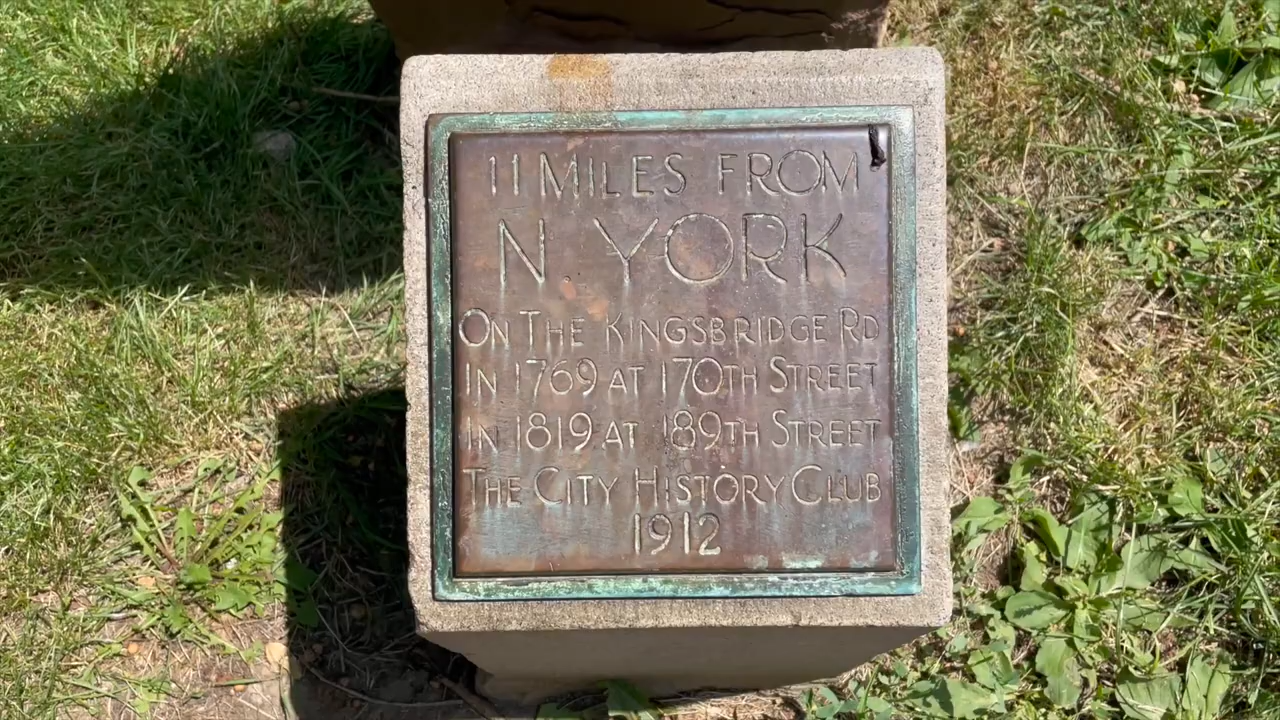 11 MILES FROM
N. YORK
ON THE KINGSBRIDGE RD
IN 1769 AT 170TH STREET
IN 1819 AT 189TH STREET
THE CITY HISTORY CLUB
1912